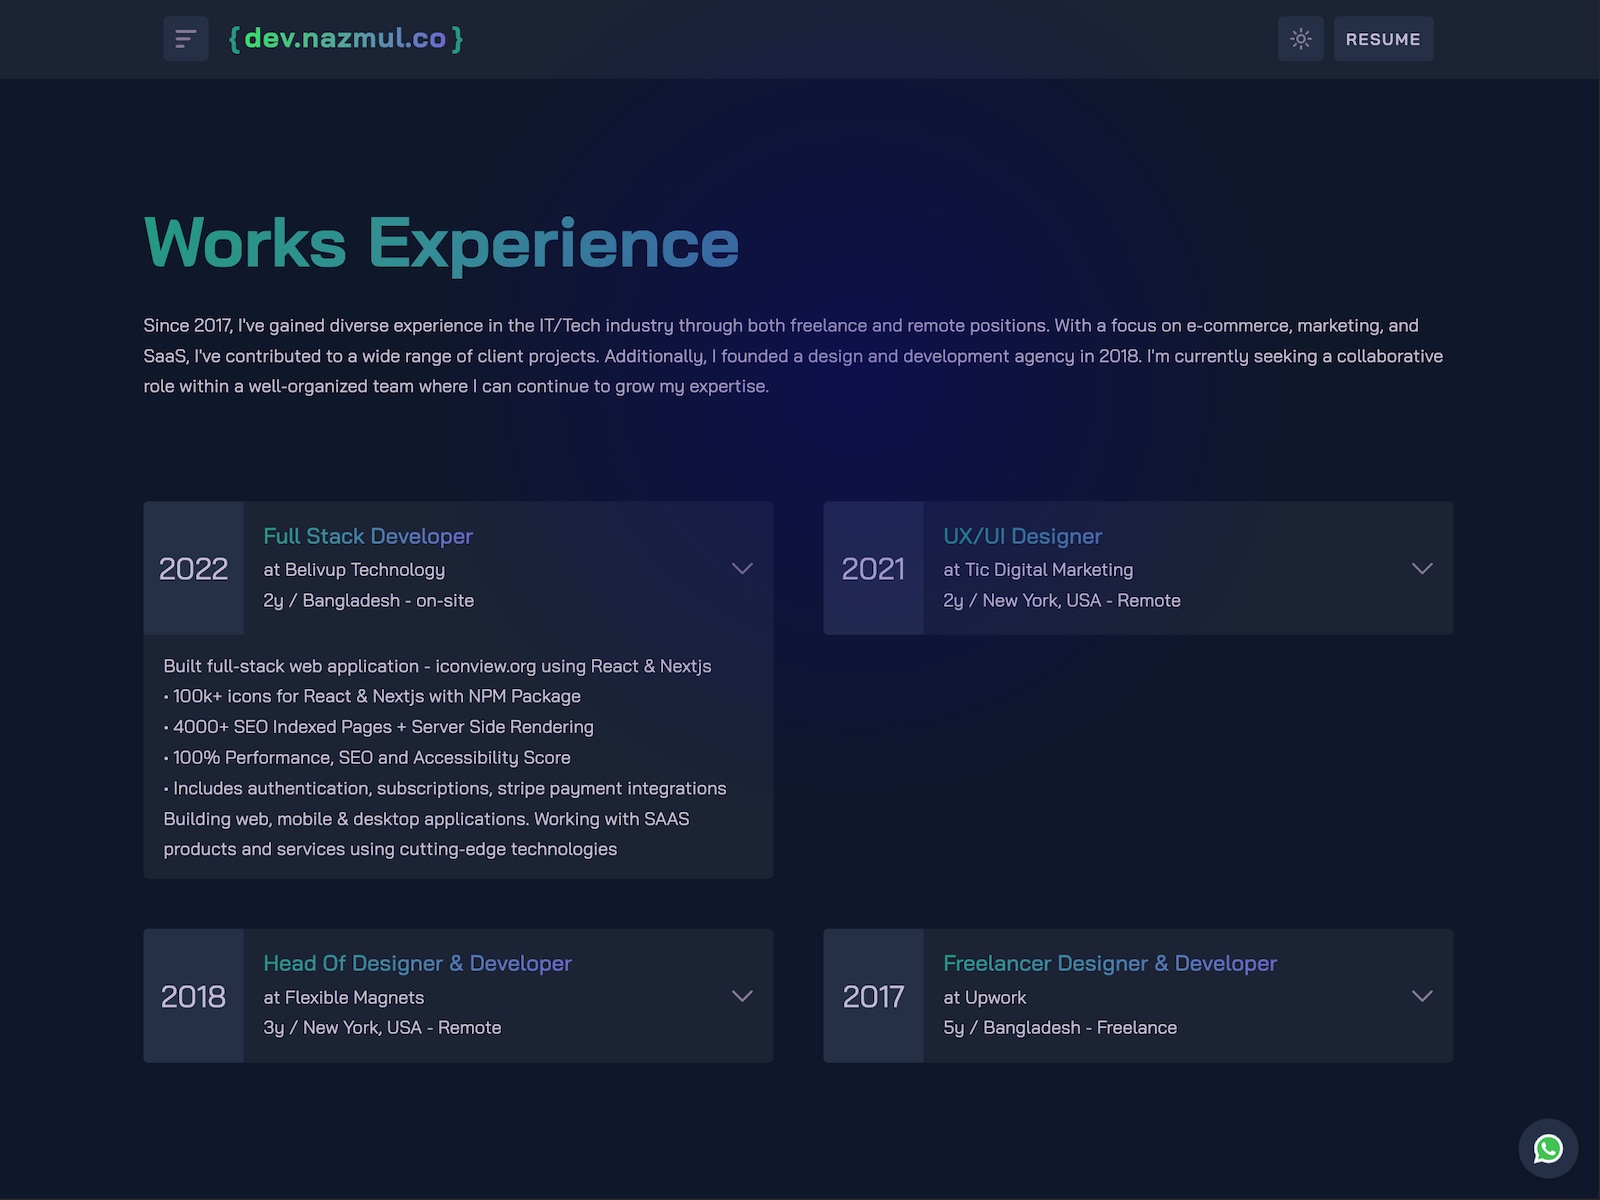 {dev.nazmul.co}
RESUME
Works Experience
Since 2017, I've gained diverse experience in the IT/Tech industry through both freelance and remote positions. With a focus on e-commerce, marketing, and
SaaS, I've contributed to a wide range of client projects. Additionally, I founded a design and development agency in 2018. I'm currently seeking a collaborative
role within a well-organized team where I can continue to grow my expertise.
2022
Full Stack Developer
at Belivup Technology
2y / Bangladesh - on-site
Built full-stack web application - iconview.org using React & Nextjs
• 100k+ icons for React & Nextjs with NPM Package
• 4000+ SEO Indexed Pages + Server Side Rendering
• 100% Performance, SEO and Accessibility Score
• Includes authentication, subscriptions, stripe payment integrations
Building web, mobile & desktop applications. Working with SAAS
products and services using cutting-edge technologies
2021
UX/UI Designer
at Tic Digital Marketing
2y / New York, USA - Remote
2018
Head Of Designer & Developer
at Flexible Magnets
3y / New York, USA - Remote
2017
Freelancer Designer & Developer
at Upwork
5y / Bangladesh - Freelance